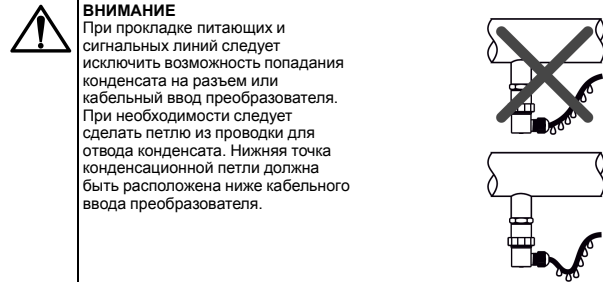 ВНИМАНИЕ
При прокладке питающих и
сигнальных линий следует
исключить возможность попадания
конденсата на разъем или
кабельный ввод преобразователя.
При необходимости следует
сделать петлю из проводки для
отвода конденсата. Нижняя точка
конденсационной петли должна
быть расположена ниже кабельного
ввода преобразователя.